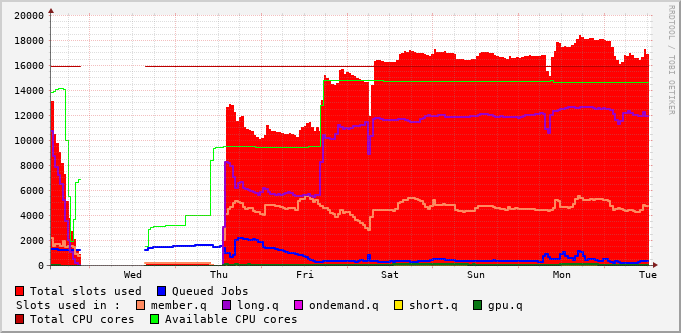 20000
18000
16000
14000
12000
10000
8000
6000
4000
2000
0
Wed Thu Fri Sat Sun Mon Tue
RRDTOOL / TOBI OETIKER
Total slots used Queued Jobs
Slots used in : member.q long.q ondemand.q short.q gpu.q
Total CPU cores Available CPU cores